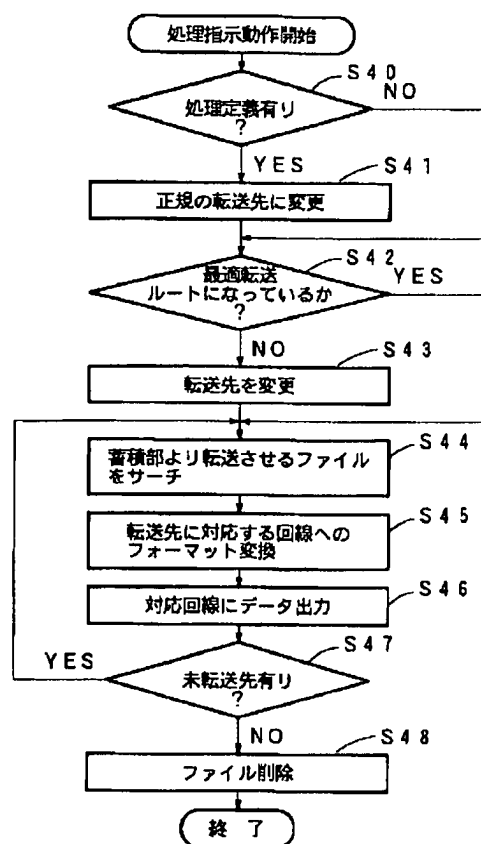 処理指示動作開始
S40
処理定義有り
?
NO
YES
S41
正規の転送先に変更
S42
最適転送
ルートになっているか
?
YES
NO
S43
転送先を変更
S44
蓄積部より転送させるファイル
をサーチ
S45
転送先に対応する回線への
フォーマット変換
S46
対応回線にデータ出力
S47
YES
未転送先有り
?
NO
S48
ファイル削除
終了